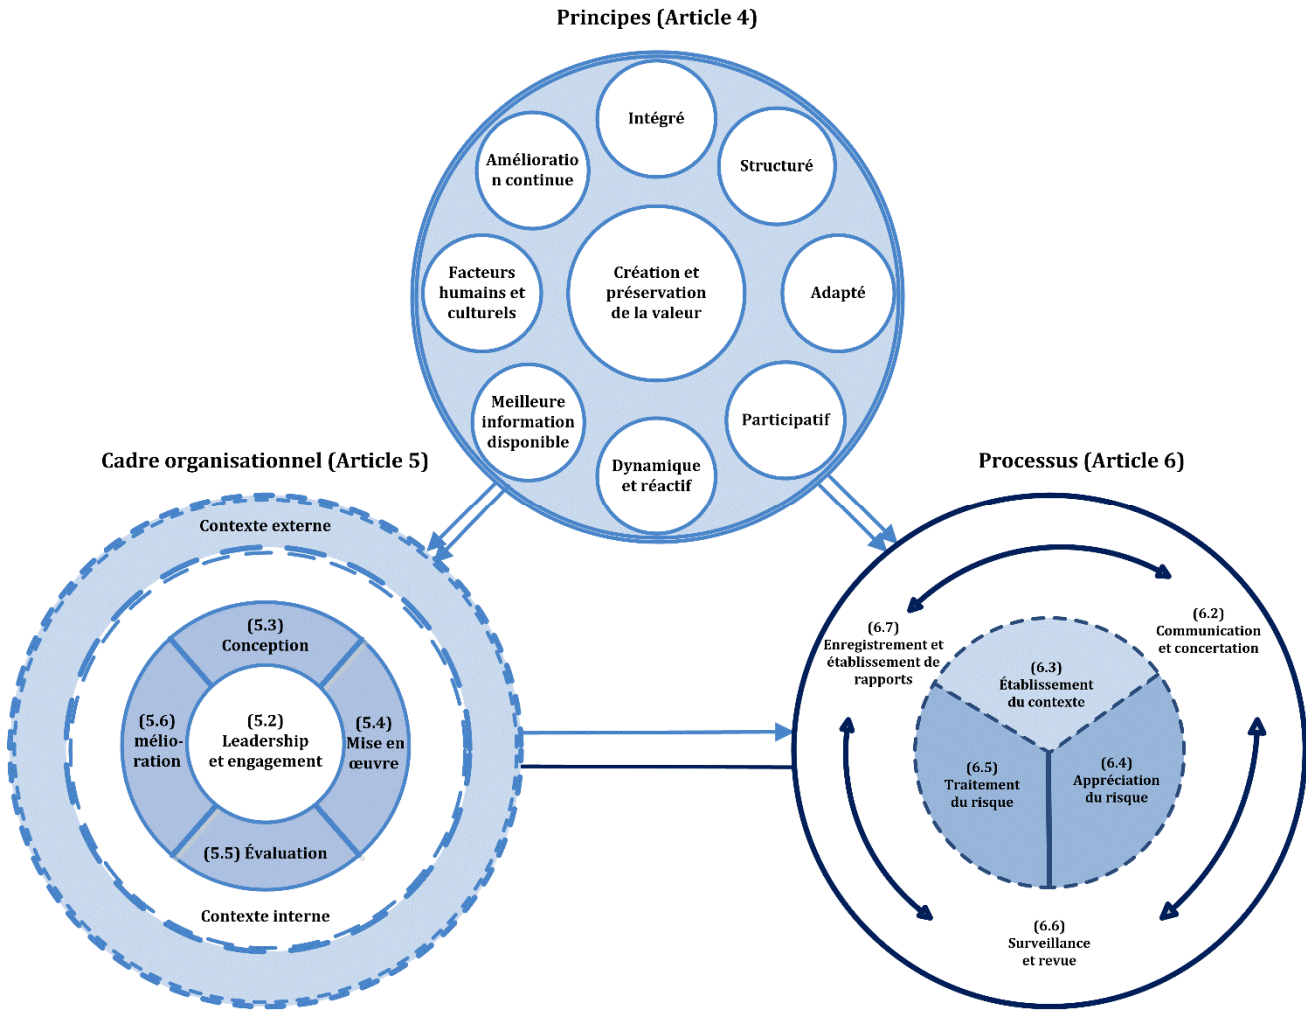 Principes (Article 4)
Intégré
Structuré
Adapté
Participatif
Dynamique
et réactif
Meilleure
information
disponible
Facteurs
humains et
culturels
Amélioratio
n continue
Création et
préservation
de la valeur
Cadre organisationnel (Article 5)
Contexte externe
(5.3)
Conception
(5.6)
mélio-
ration
(5.2)
Leadership
et engagement
(5.4)
Mise en
œuvre
(5.5) Évaluation
Contexte interne
Processus (Article 6)
(6.2)
Communication
et concertation
(6.7)
Enregistrement et
établissement de
rapports
(6.3)
Établissement
du contexte
(6.4)
Appréciation
du risque
(6.5)
Traitement
du risque
(6.6)
Surveillance
et revue